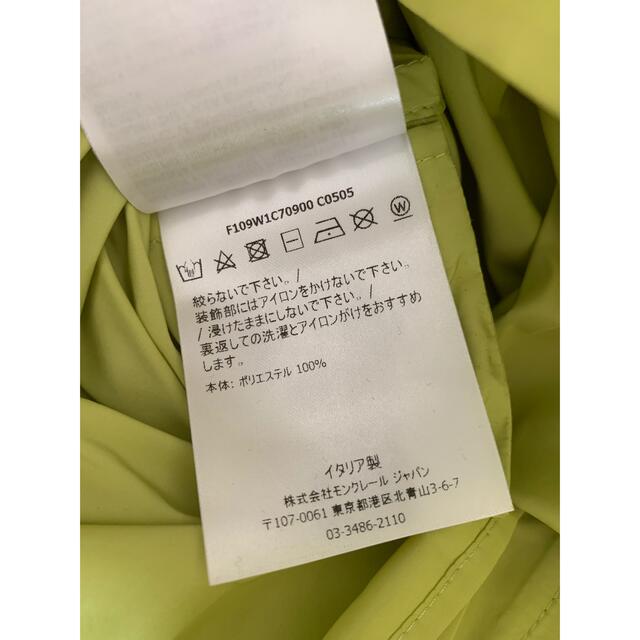 F109W1C70900 C0505
W
絞らないで下さい。/
装飾部にはアイロンをかけないで下さい。
/ 浸けたままにしないで下さい /
裏返しての洗濯とアイロンがけをおすすめ
します。
本体: ポリエステル 100%
イタリア製
株式会社モンクレール ジャパン
〒107-0061 東京都港区北青山3-6-7
03-3486-2110